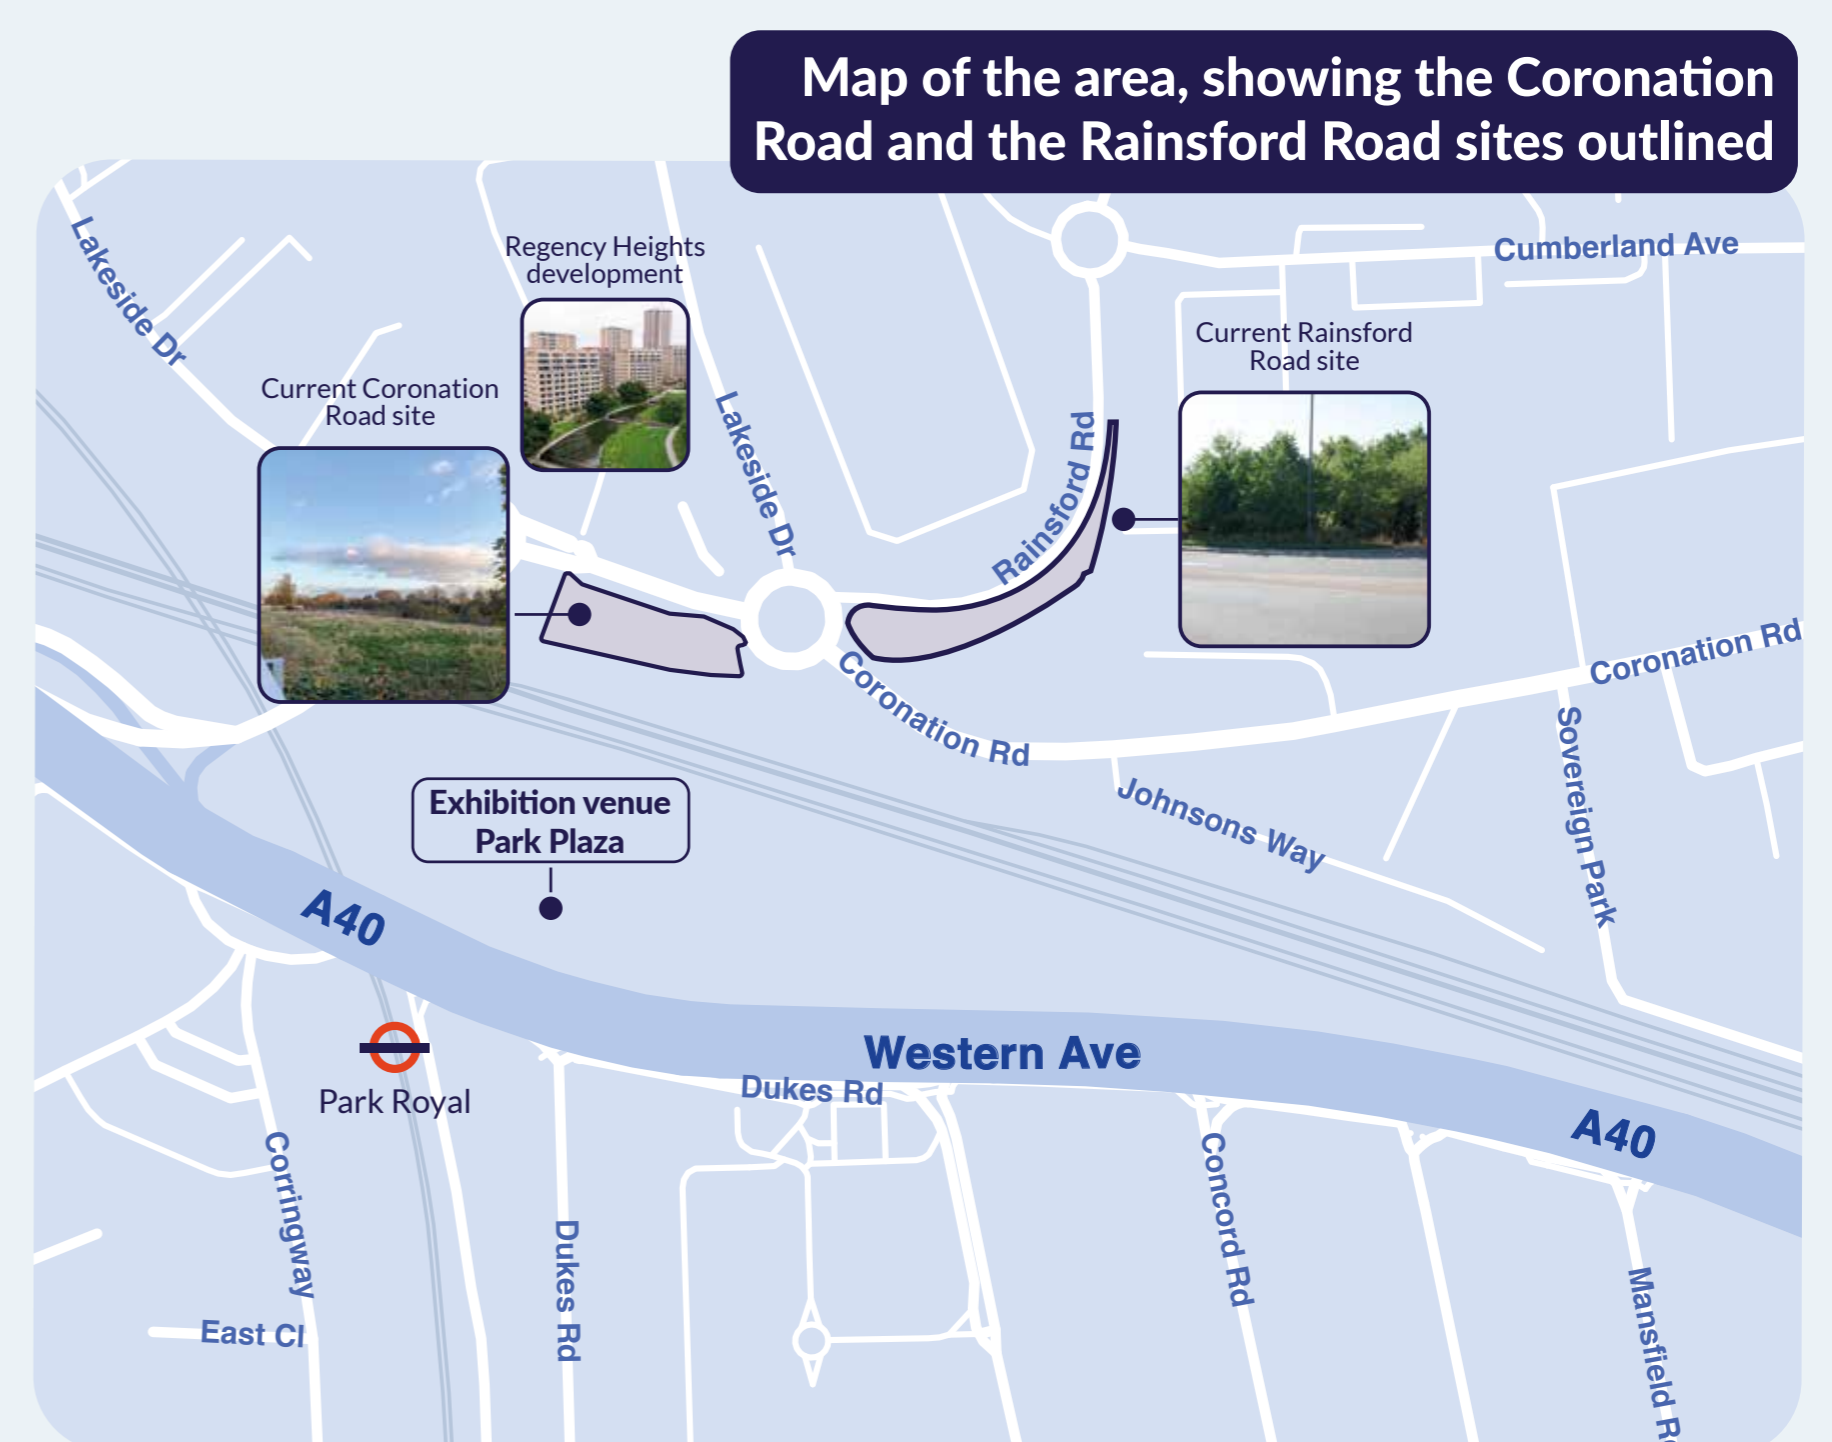 Map of the area, showing the Coronation
Road and the Rainsford Road sites outlined
Lakeside Dr
Regency Heights
development
Cumberland Ave
Current Rainsford
Road site
Current Coronation
Road site
Lakeside Dr
Rainsford Rd
Coronation Rd
Coronation Rd
Sovereign Park
Johnsons Way
Exhibition venue
Park Plaza
A40
Western Ave
Dukes Rd
A40
Park Royal
Corringway
Concord Rd
Dukes Rd
Mansfield R
East Cl